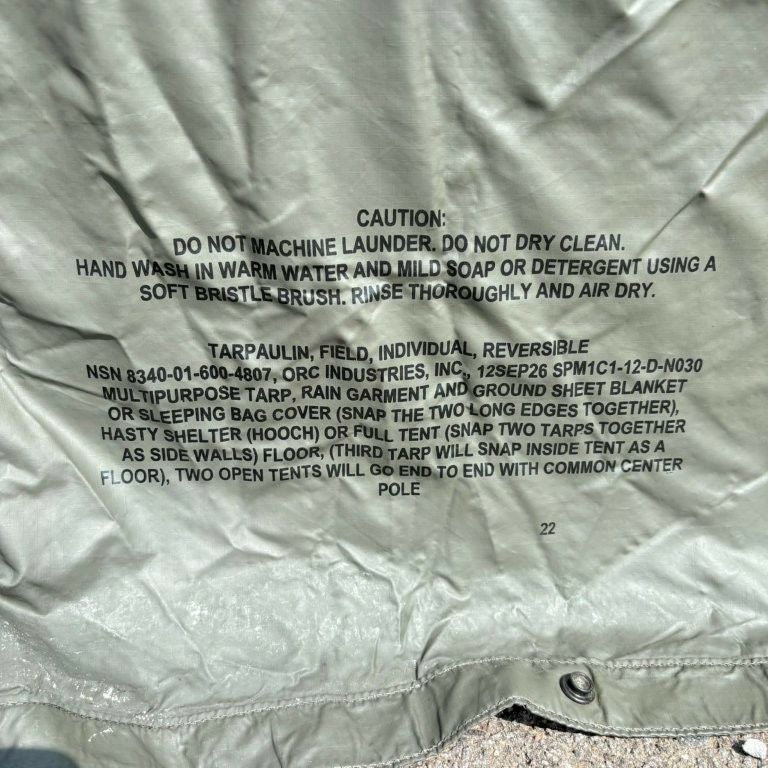 CAUTION:
DO NOT MACHINE LAUNDER. DO NOT DRY CLEAN.
HAND WASH IN WARM WATER AND MILD SOAP OR DETERGENT USING A
SOFT BRISTLE BRUSH. RINSE THOROUGHLY AND AIR DRY.
TARPAULIN, FIELD, INDIVIDUAL, REVERSIBLE
NSN 8340-01-600-4807, ORC INDUSTRIES, INC., 12SEP26 SPM1C1-12-D-N030
MULTIPURPOSE TARP, RAIN GARMENT AND GROUND SHEET BLANKET
OR SLEEPING BAG COVER (SNAP THE TWO LONG EDGES TOGETHER),
HASTY SHELTER (HOOCH) OR FULL TENT (SNAP TWO TARPS TOGETHER
AS SIDE WALLS) FLOOR, (THIRD TARP WILL SNAP INSIDE TENT AS A
FLOOR), TWO OPEN TENTS WILL GO END TO END WITH COMMON CENTER
POLE
22